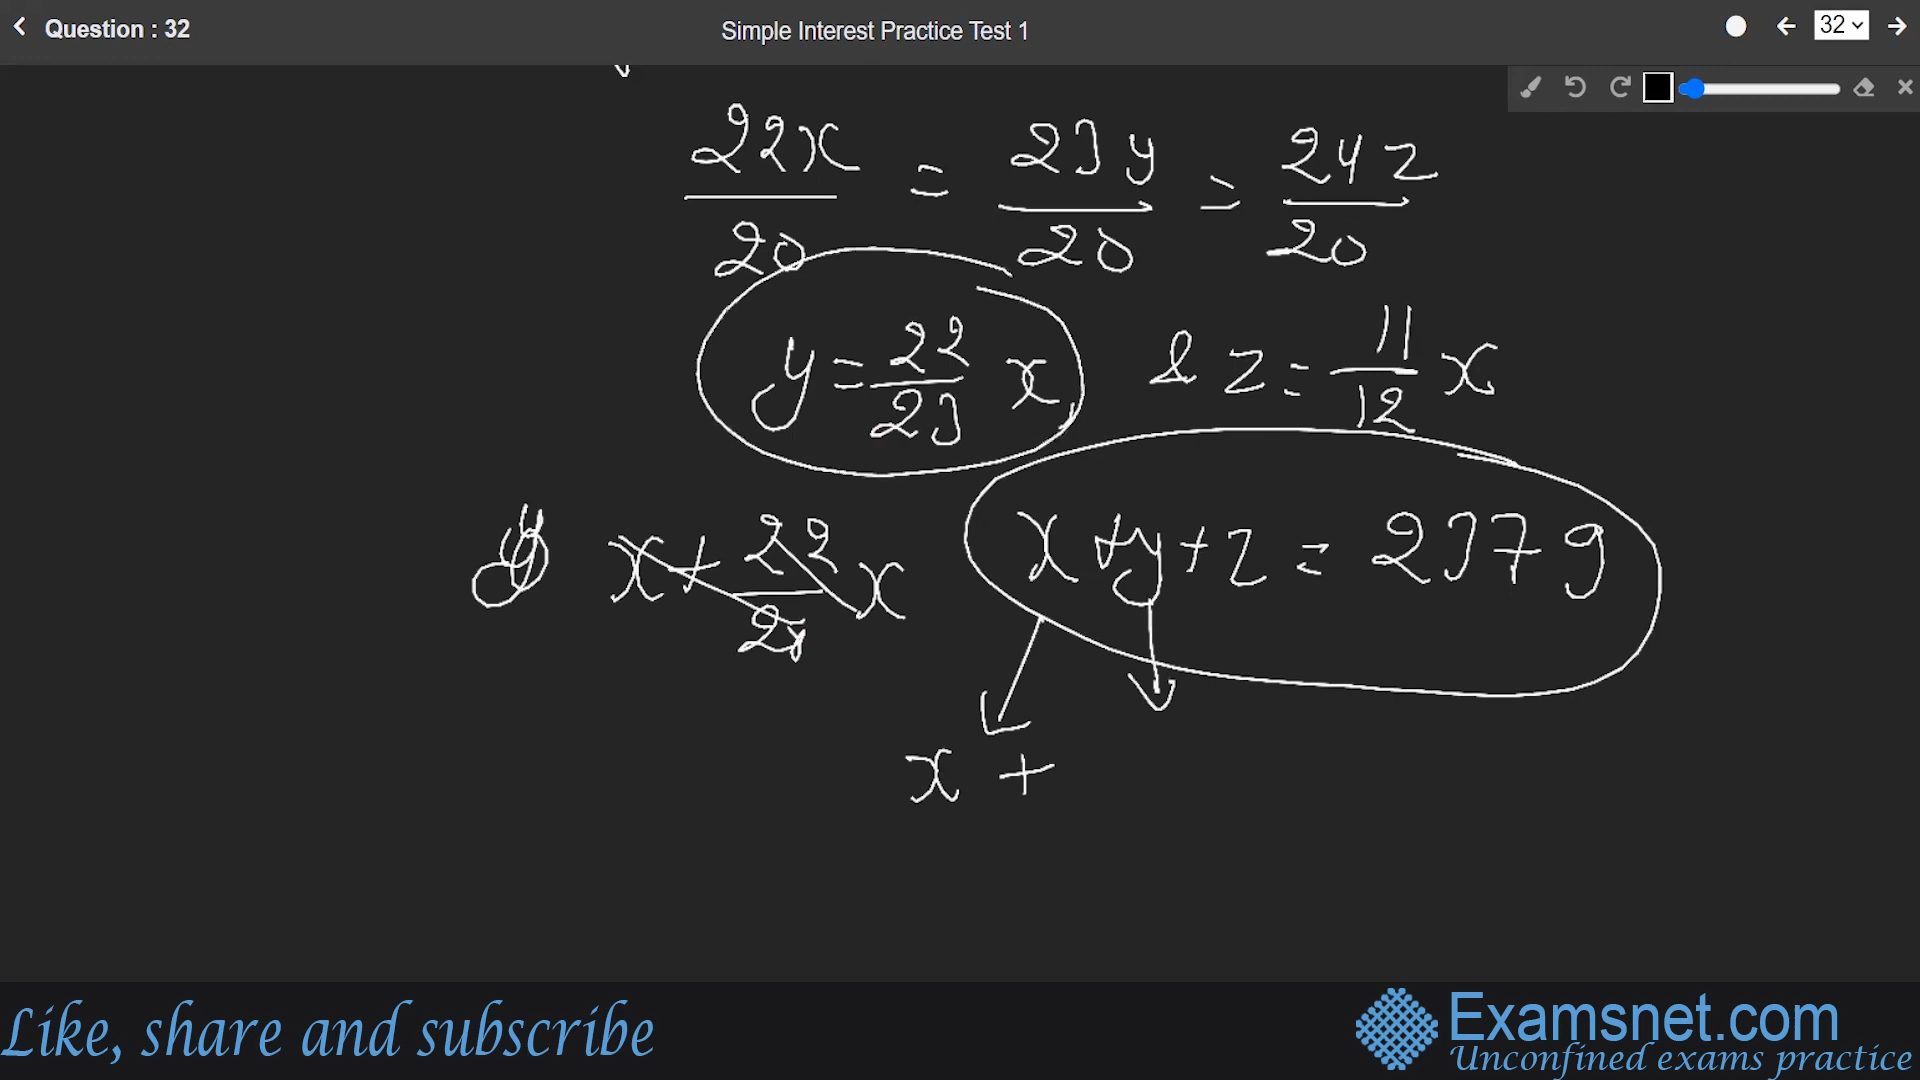 Question : 32
Simple Interest Practice Test 1
32
22x/20 = 23y/20 = 24z/20
y = 22/23 x & z = 11/12 x
x + 22/23 x
x + y + z = 2379
x +
Like, share and subscribe
Examsnet.com
Unconfined exams practice